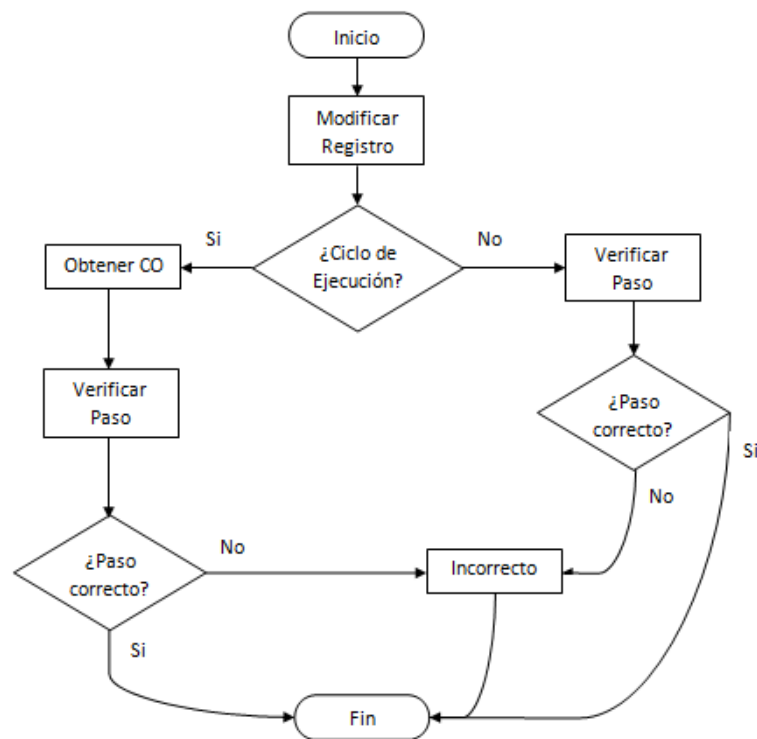 Inicio
Modificar
Registro
Si
¿Ciclo de
Ejecución?
No
Obtener CO
Verificar
Paso
Verificar
Paso
¿Paso
correcto?
Si
No
¿Paso
correcto?
No
Incorrecto
Si
Fin